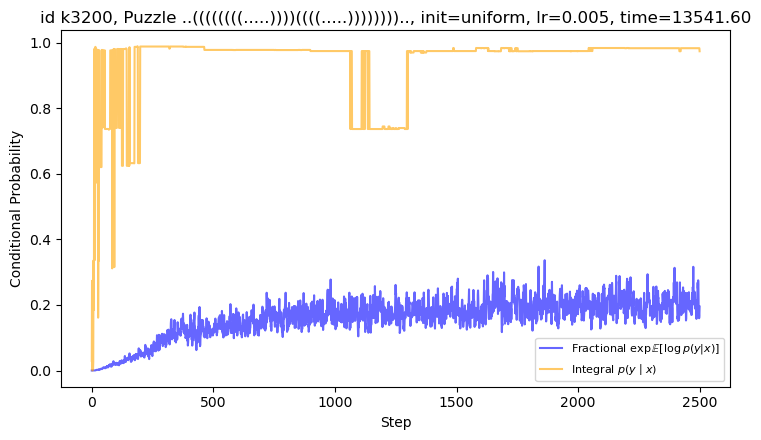 id k3200, Puzzle ..((((((((.....))))((((.....)))))))).., init=uniform, lr=0.005, time=13541.60
1.0
0.8
0.6
0.4
0.2
0.0
Conditional Probability
0
500
1000
1500
2000
2500
Step
Fractional exp𝔼[log p(y|x)]
Integral p(y | x)